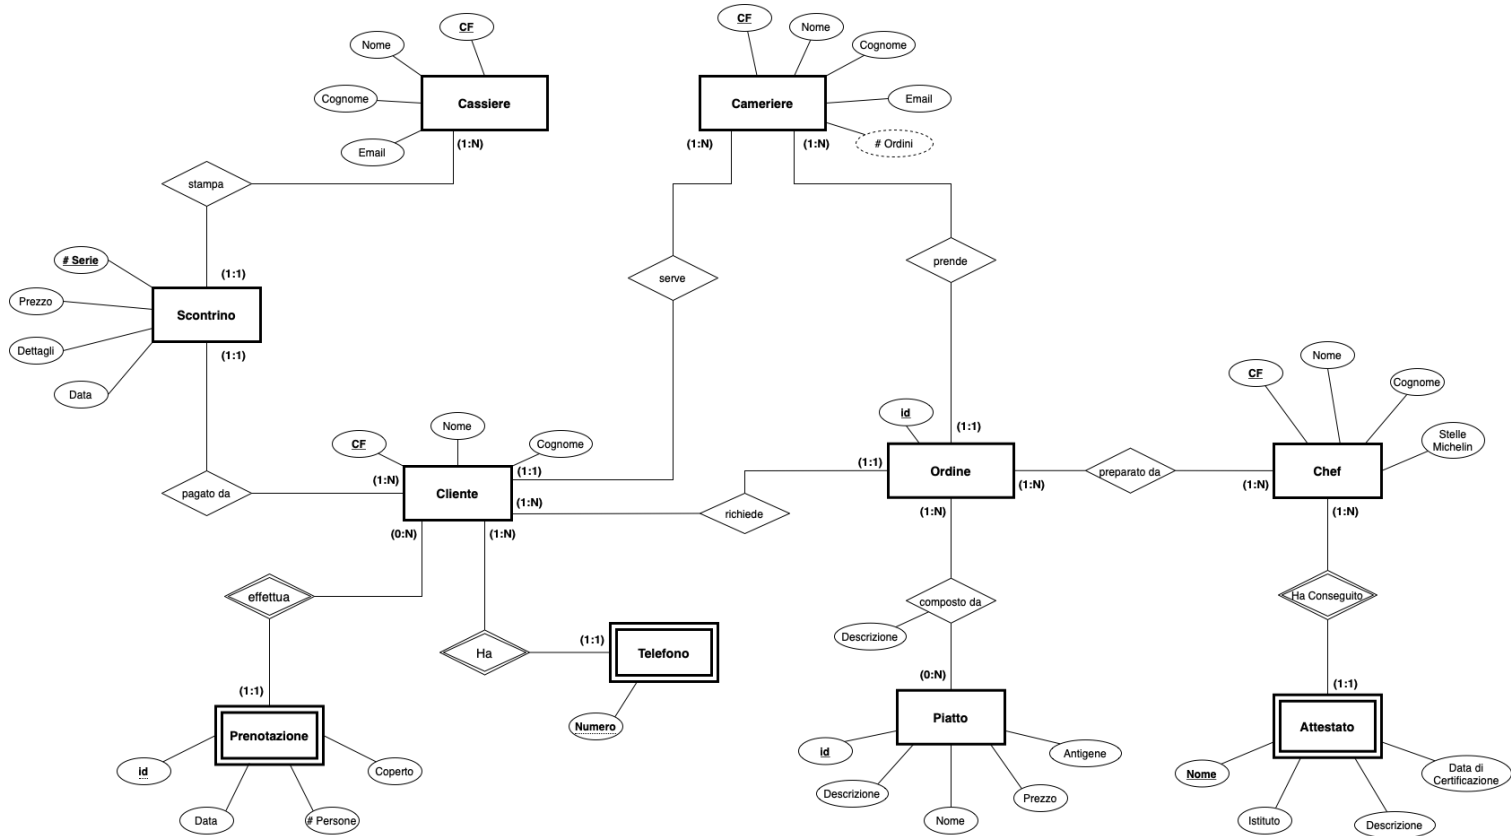 CF
Nome
Cognome
Email
Cassiere
(1:N)
stampa
CF
Nome
Cognome
Email
# Ordini
Cameriere
(1:N)
(1:N)
serve
prende
# Serie
Prezzo
Dettagli
Data
(1:1)
Scontrino
(1:1)
pagato da
CF
Nome
Cognome
(1:N)
Cliente
(1:1)
(1:N)
(0:N)
(1:N)
richiede
id
(1:1)
(1:1)
Ordine
(1:N)
(1:N)
preparato da
CF
Nome
Cognome
Stelle
Michelin
(1:N)
Chef
(1:N)
effettua
Ha
(1:1)
Telefono
Numero
composto da
Descrizione
(0:N)
Ha Conseguito
(1:1)
(1:1)
Prenotazione
id
Data
# Persone
Coperto
Piatto
id
Descrizione
Nome
Prezzo
Antigene
Attestato
Nome
Istituto
Descrizione
Data di
Certificazione